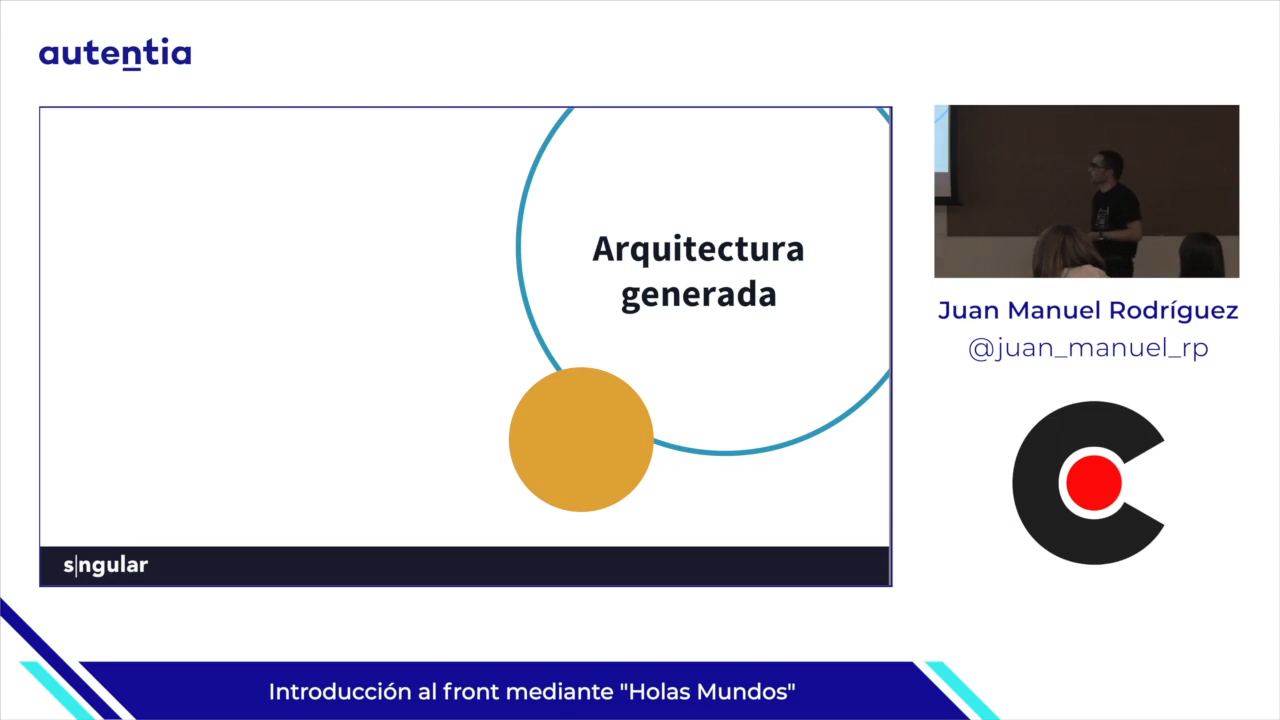 autentia
Arquitectura
generada
s|ngular
Juan Manuel Rodríguez
@juan_manuel_rp
Introducción al front mediante "Holas Mundos"